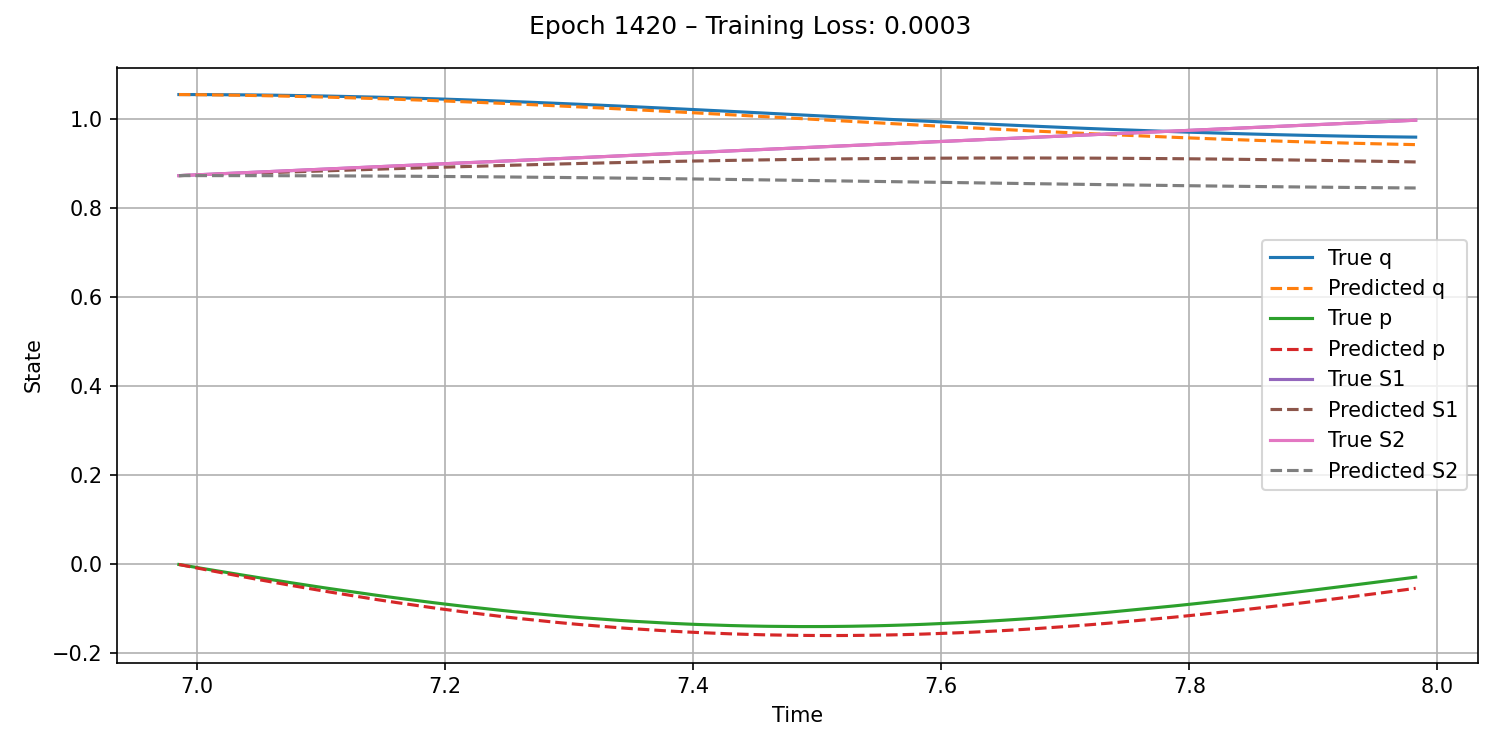 Epoch 1420 – Training Loss: 0.0003
1.0
0.8
0.6
0.4
0.2
0.0
−0.2
State
7.0 7.2 7.4 7.6 7.8 8.0
Time
True q
Predicted q
True p
Predicted p
True S1
Predicted S1
True S2
Predicted S2